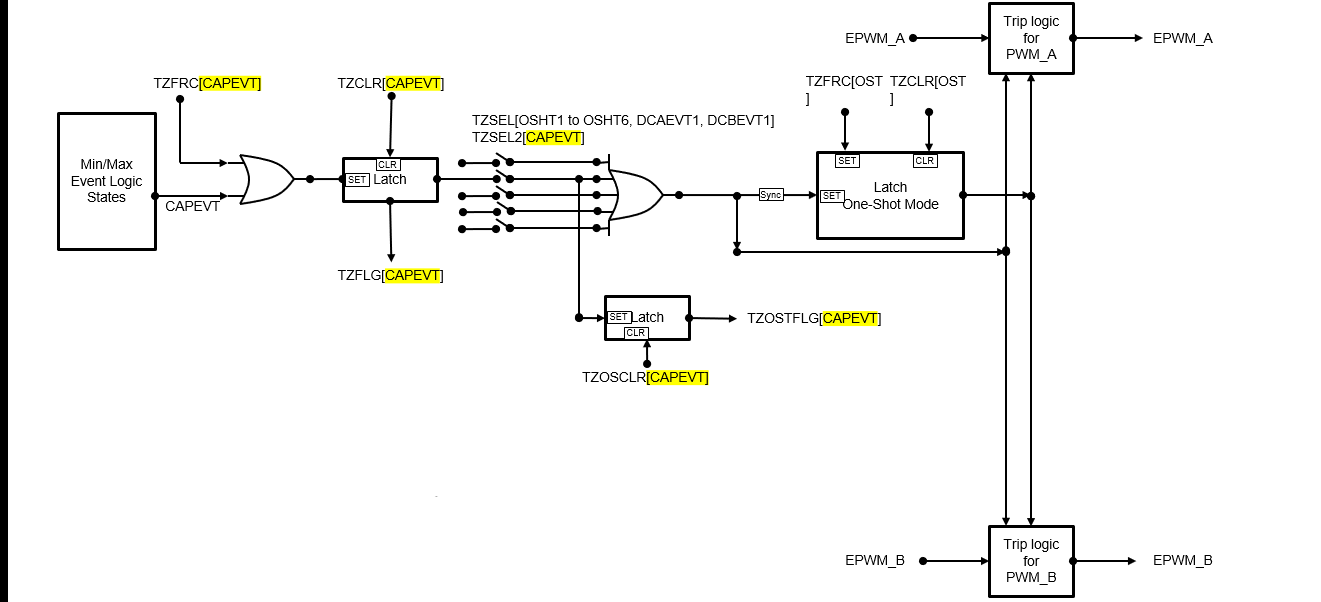 Trip logic
for
PWM_A
EPWM_A
EPWM_A
TZFRC[CAPEVT]
TZCLR[CAPEVT]
TZFRC[OST
]
TZCLR[OST
]
TZSEL[OSHT1 to OSHT6, DCAEVT1, DCBEVT1]
TZSEL2[CAPEVT]
Min/Max
Event Logic
States
CAPEVT
CLR
SET
Latch
Sync
SET
CLR
SET
Latch
One-Shot Mode
TZFLG[CAPEVT]
SET
Latch
CLR
TZOSTFLG[CAPEVT]
TZOSCLR[CAPEVT]
EPWM_B
Trip logic
for
PWM_B
EPWM_B